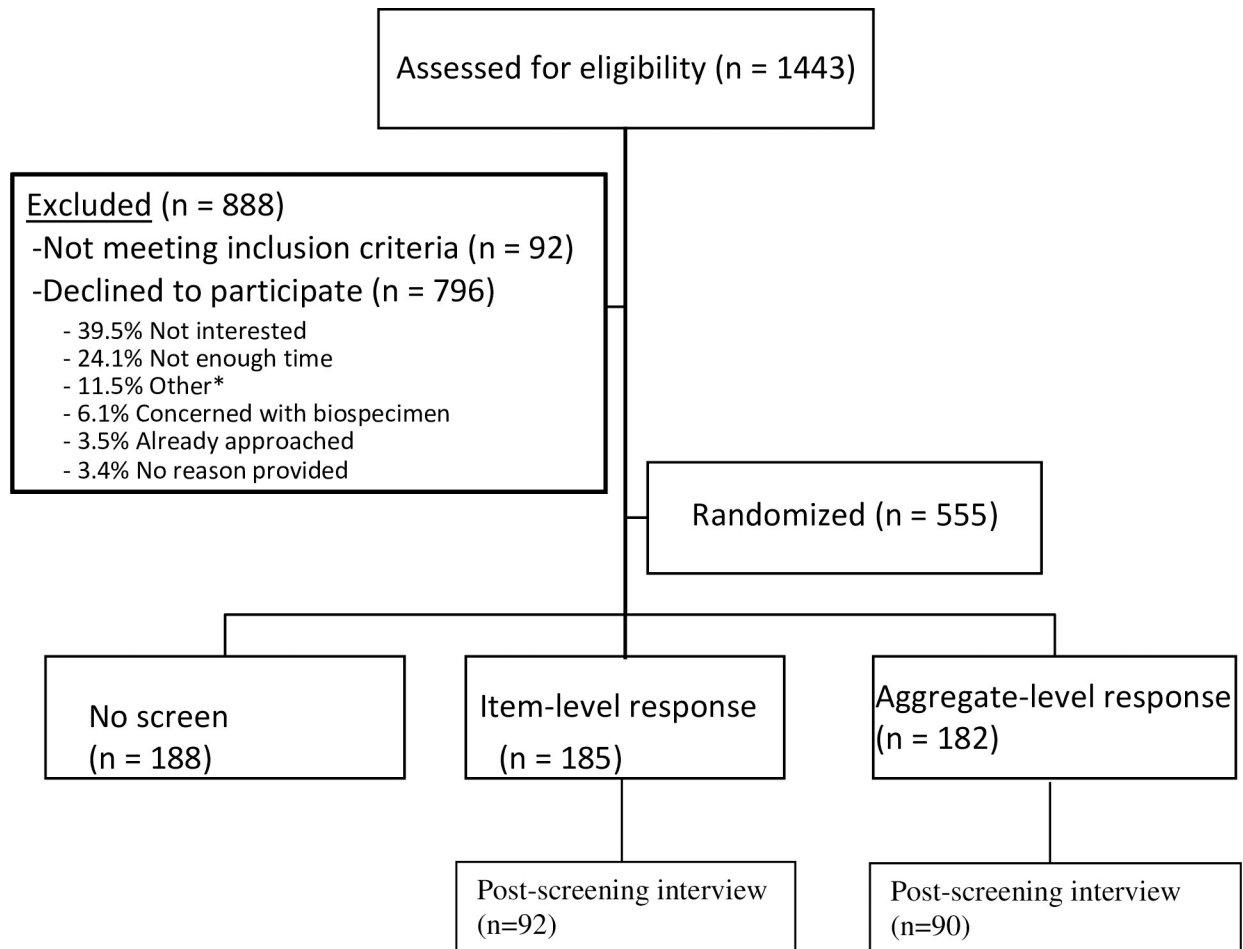 Assessed for eligibility (n = 1443)
Excluded (n = 888)
-Not meeting inclusion criteria (n = 92)
-Declined to participate (n = 796)
- 39.5% Not interested
- 24.1% Not enough time
- 11.5% Other*
- 6.1% Concerned with biospecimen
- 3.5% Already approached
- 3.4% No reason provided
Randomized (n = 555)
No screen
(n = 188)
Item-level response
(n = 185)
Aggregate-level response
(n = 182)
Post-screening interview
(n=92)
Post-screening interview
(n=90)